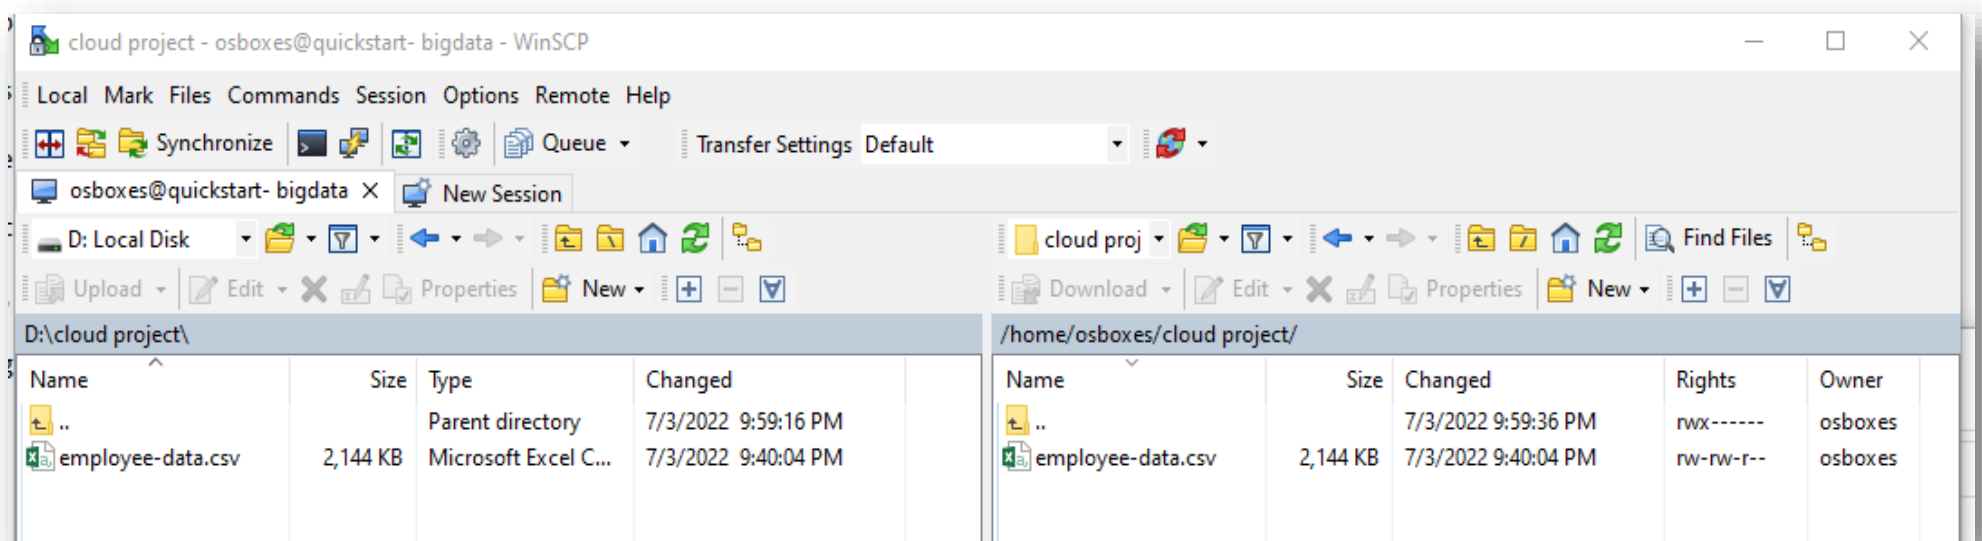 cloud project - osboxes@quickstart- bigdata - WinSCP
Local Mark Files Commands Session Options Remote Help
Synchronize Queue Transfer Settings Default
osboxes@quickstart- bigdata New Session
D: Local Disk cloud proj Find Files
Upload Edit Properties New Download Edit Properties New
D:\cloud project\ /home/osboxes/cloud project/
Name Size Type Changed Name Size Changed Rights Owner
.. Parent directory 7/3/2022 9:59:16 PM .. 7/3/2022 9:59:36 PM rwx------ osboxes
employee-data.csv 2,144 KB Microsoft Excel C... 7/3/2022 9:40:04 PM employee-data.csv 2,144 KB 7/3/2022 9:40:04 PM rw-rw-r-- osboxes